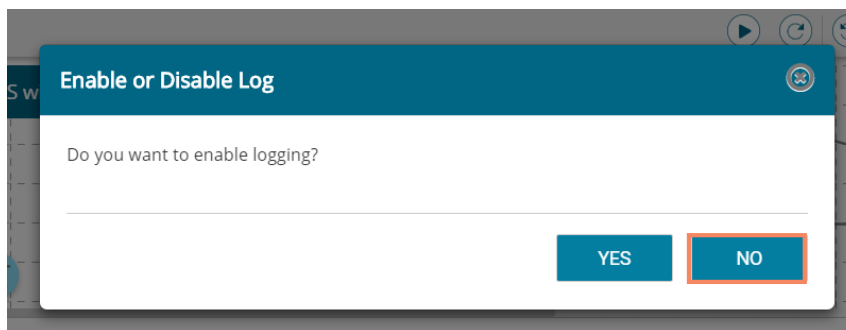 Enable or Disable Log
S w
Do you want to enable logging?
YES
NO